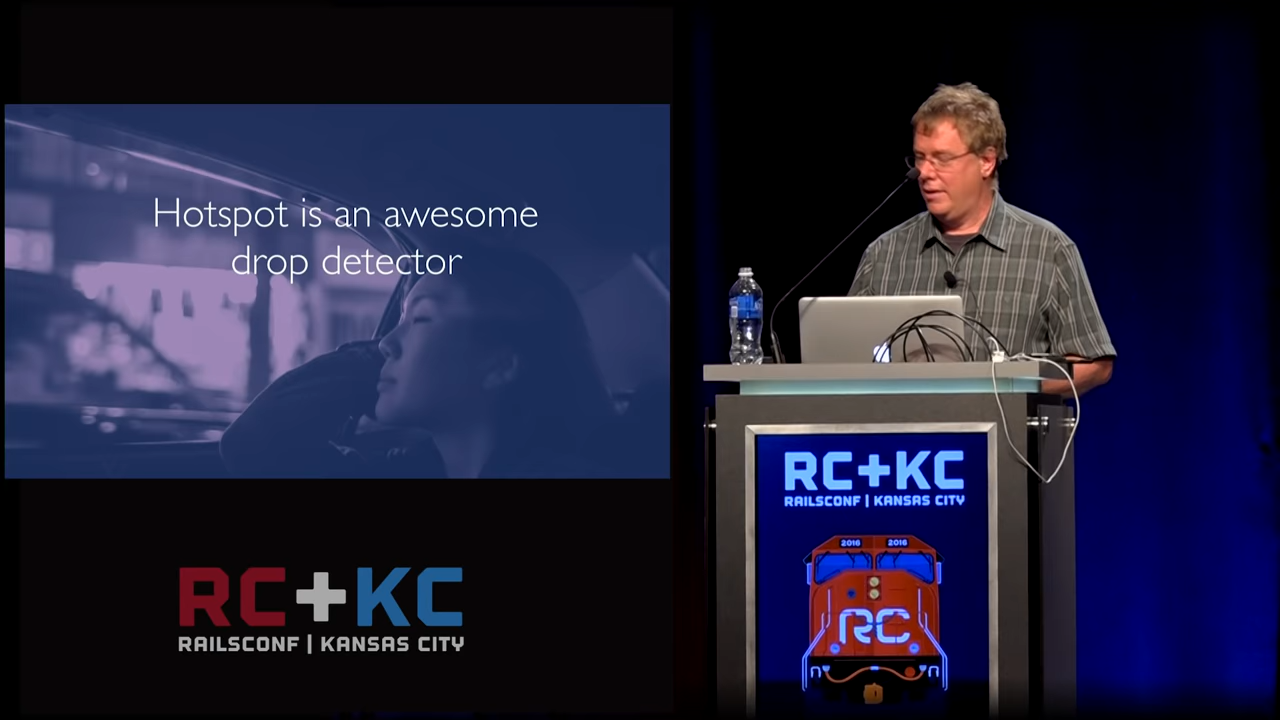 Hotspot is an awesome
drop detector
RC+KC
RAILSCONF | KANSAS CITY
RC+KC
RAILSCONF | KANSAS CITY
2016 2016
RC